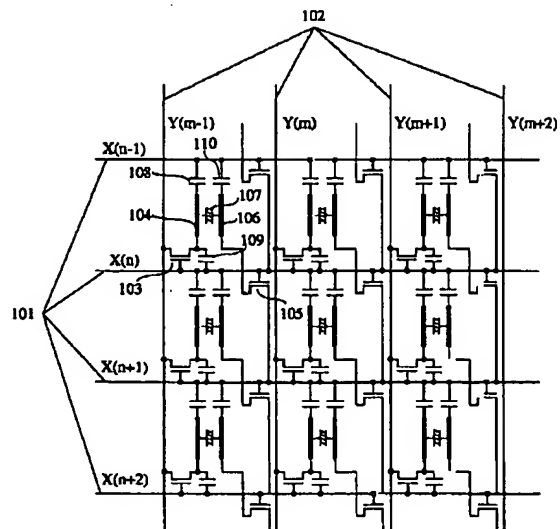 102
Y(m-1) Y(m) Y(m+1) Y(m+2)
110
X(n-1)
108
107
104 106
109
X(n)
103
105
101
X(n+1)
X(n+2)